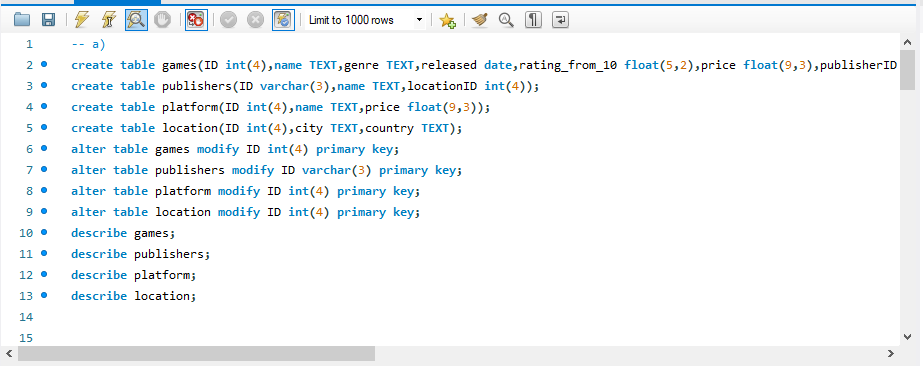 Limit to 1000 rows
1 -- a)
2 create table games(ID int(4),name TEXT,genre TEXT,released date,rating_from_10 float(5,2),price float(9,3),publisherID
3 create table publishers(ID varchar(3),name TEXT,locationID int(4));
4 create table platform(ID int(4),name TEXT,price float(9,3));
5 create table location(ID int(4),city TEXT,country TEXT);
6 alter table games modify ID int(4) primary key;
7 alter table publishers modify ID varchar(3) primary key;
8 alter table platform modify ID int(4) primary key;
9 alter table location modify ID int(4) primary key;
10 describe games;
11 describe publishers;
12 describe platform;
13 describe location;
14
15